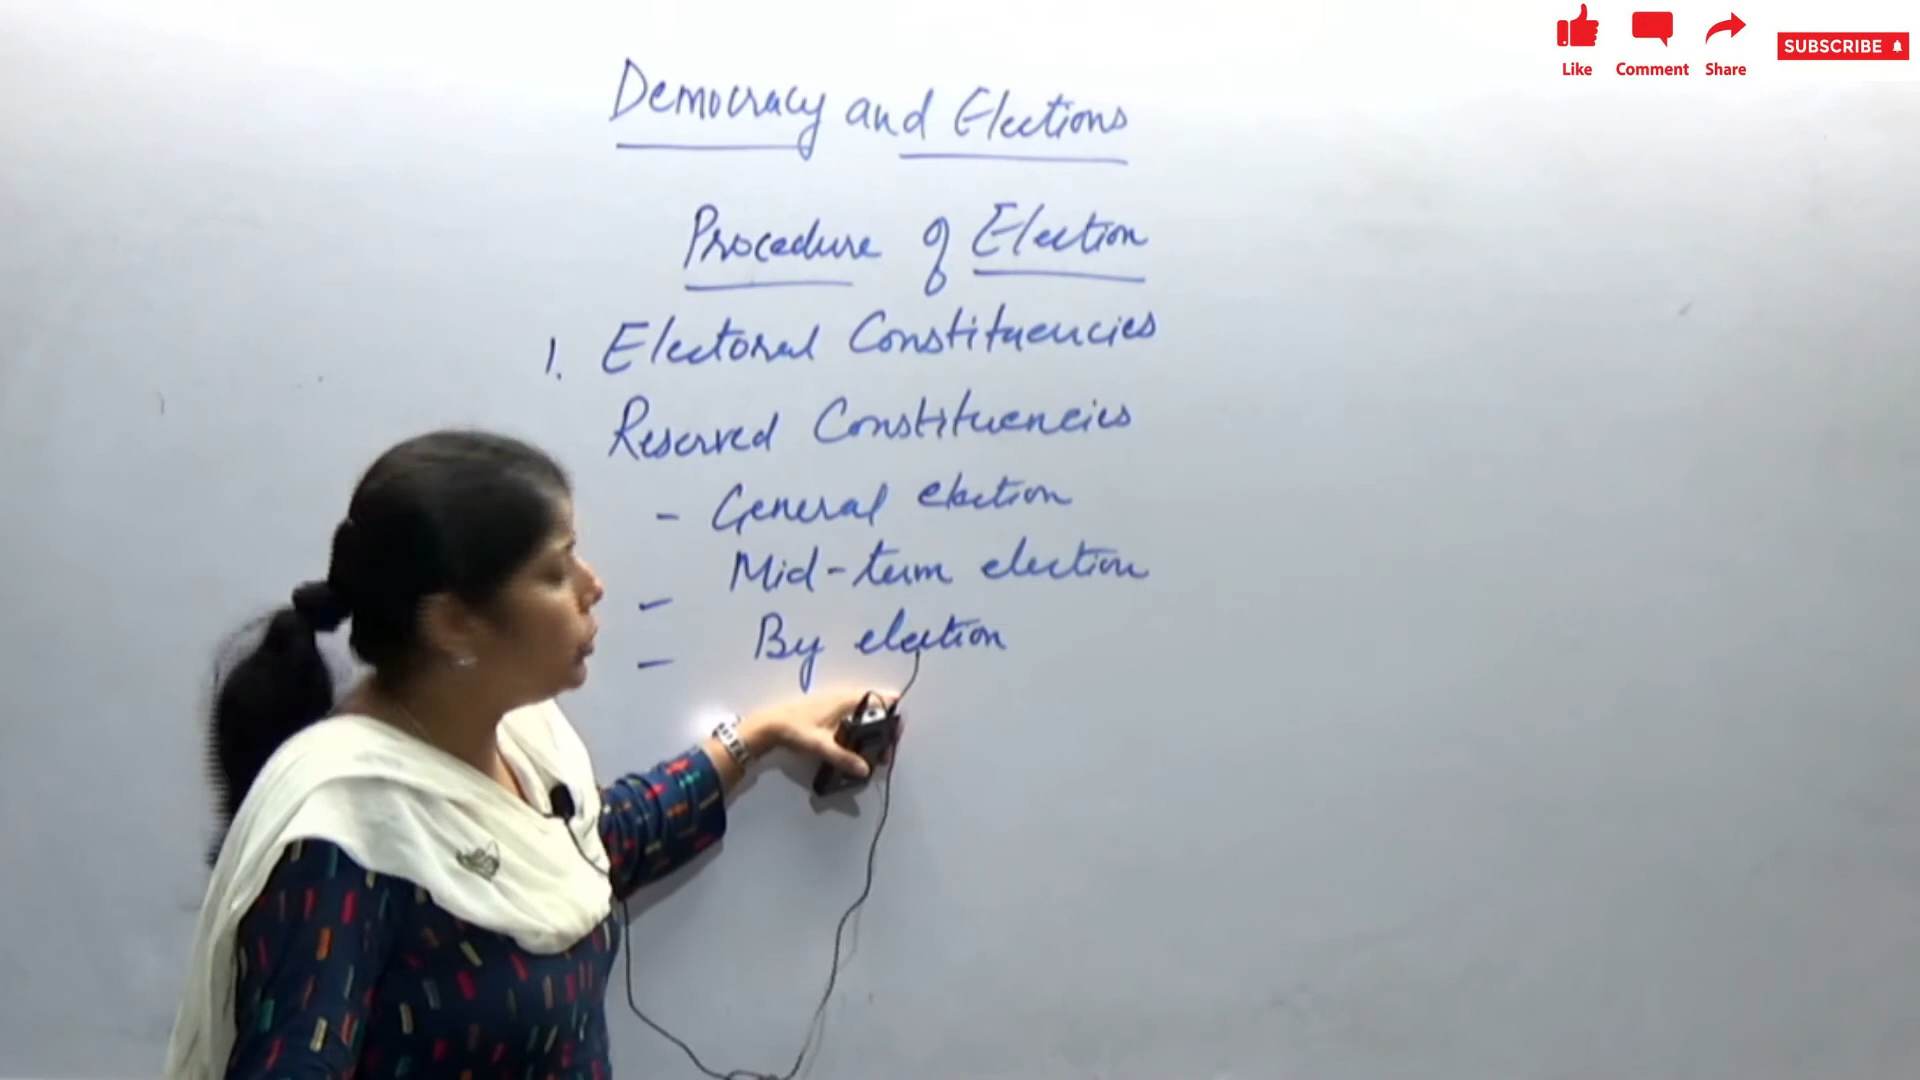 Like Comment Share SUBSCRIBE
Democracy and Elections
Procedure of Election
1. Electoral Constituencies
Reserved Constituencies
- General election
- Mid-term election
- By election